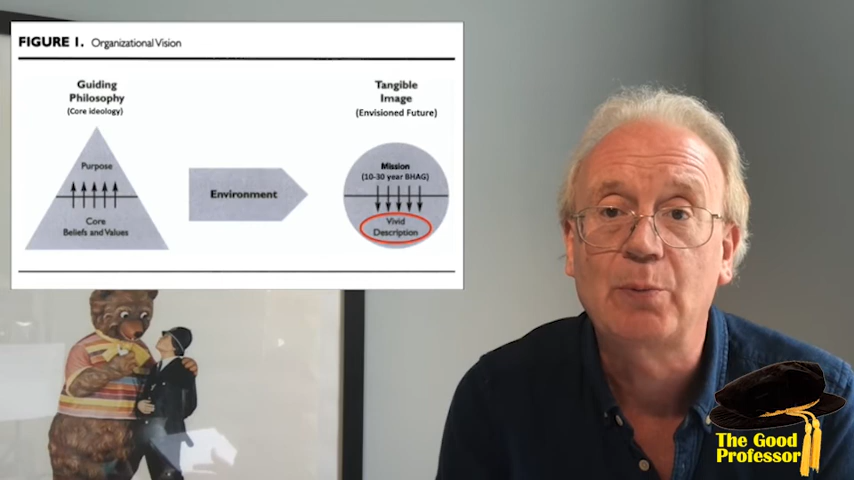 FIGURE 1. Organizational Vision
Guiding
Philosophy
(Core ideology)
Tangible
Image
(Envisioned Future)
Purpose
Core
Beliefs and Values
Environment
Mission
(10-30 year BHAG)
Vivid
Description
The Good
Professor